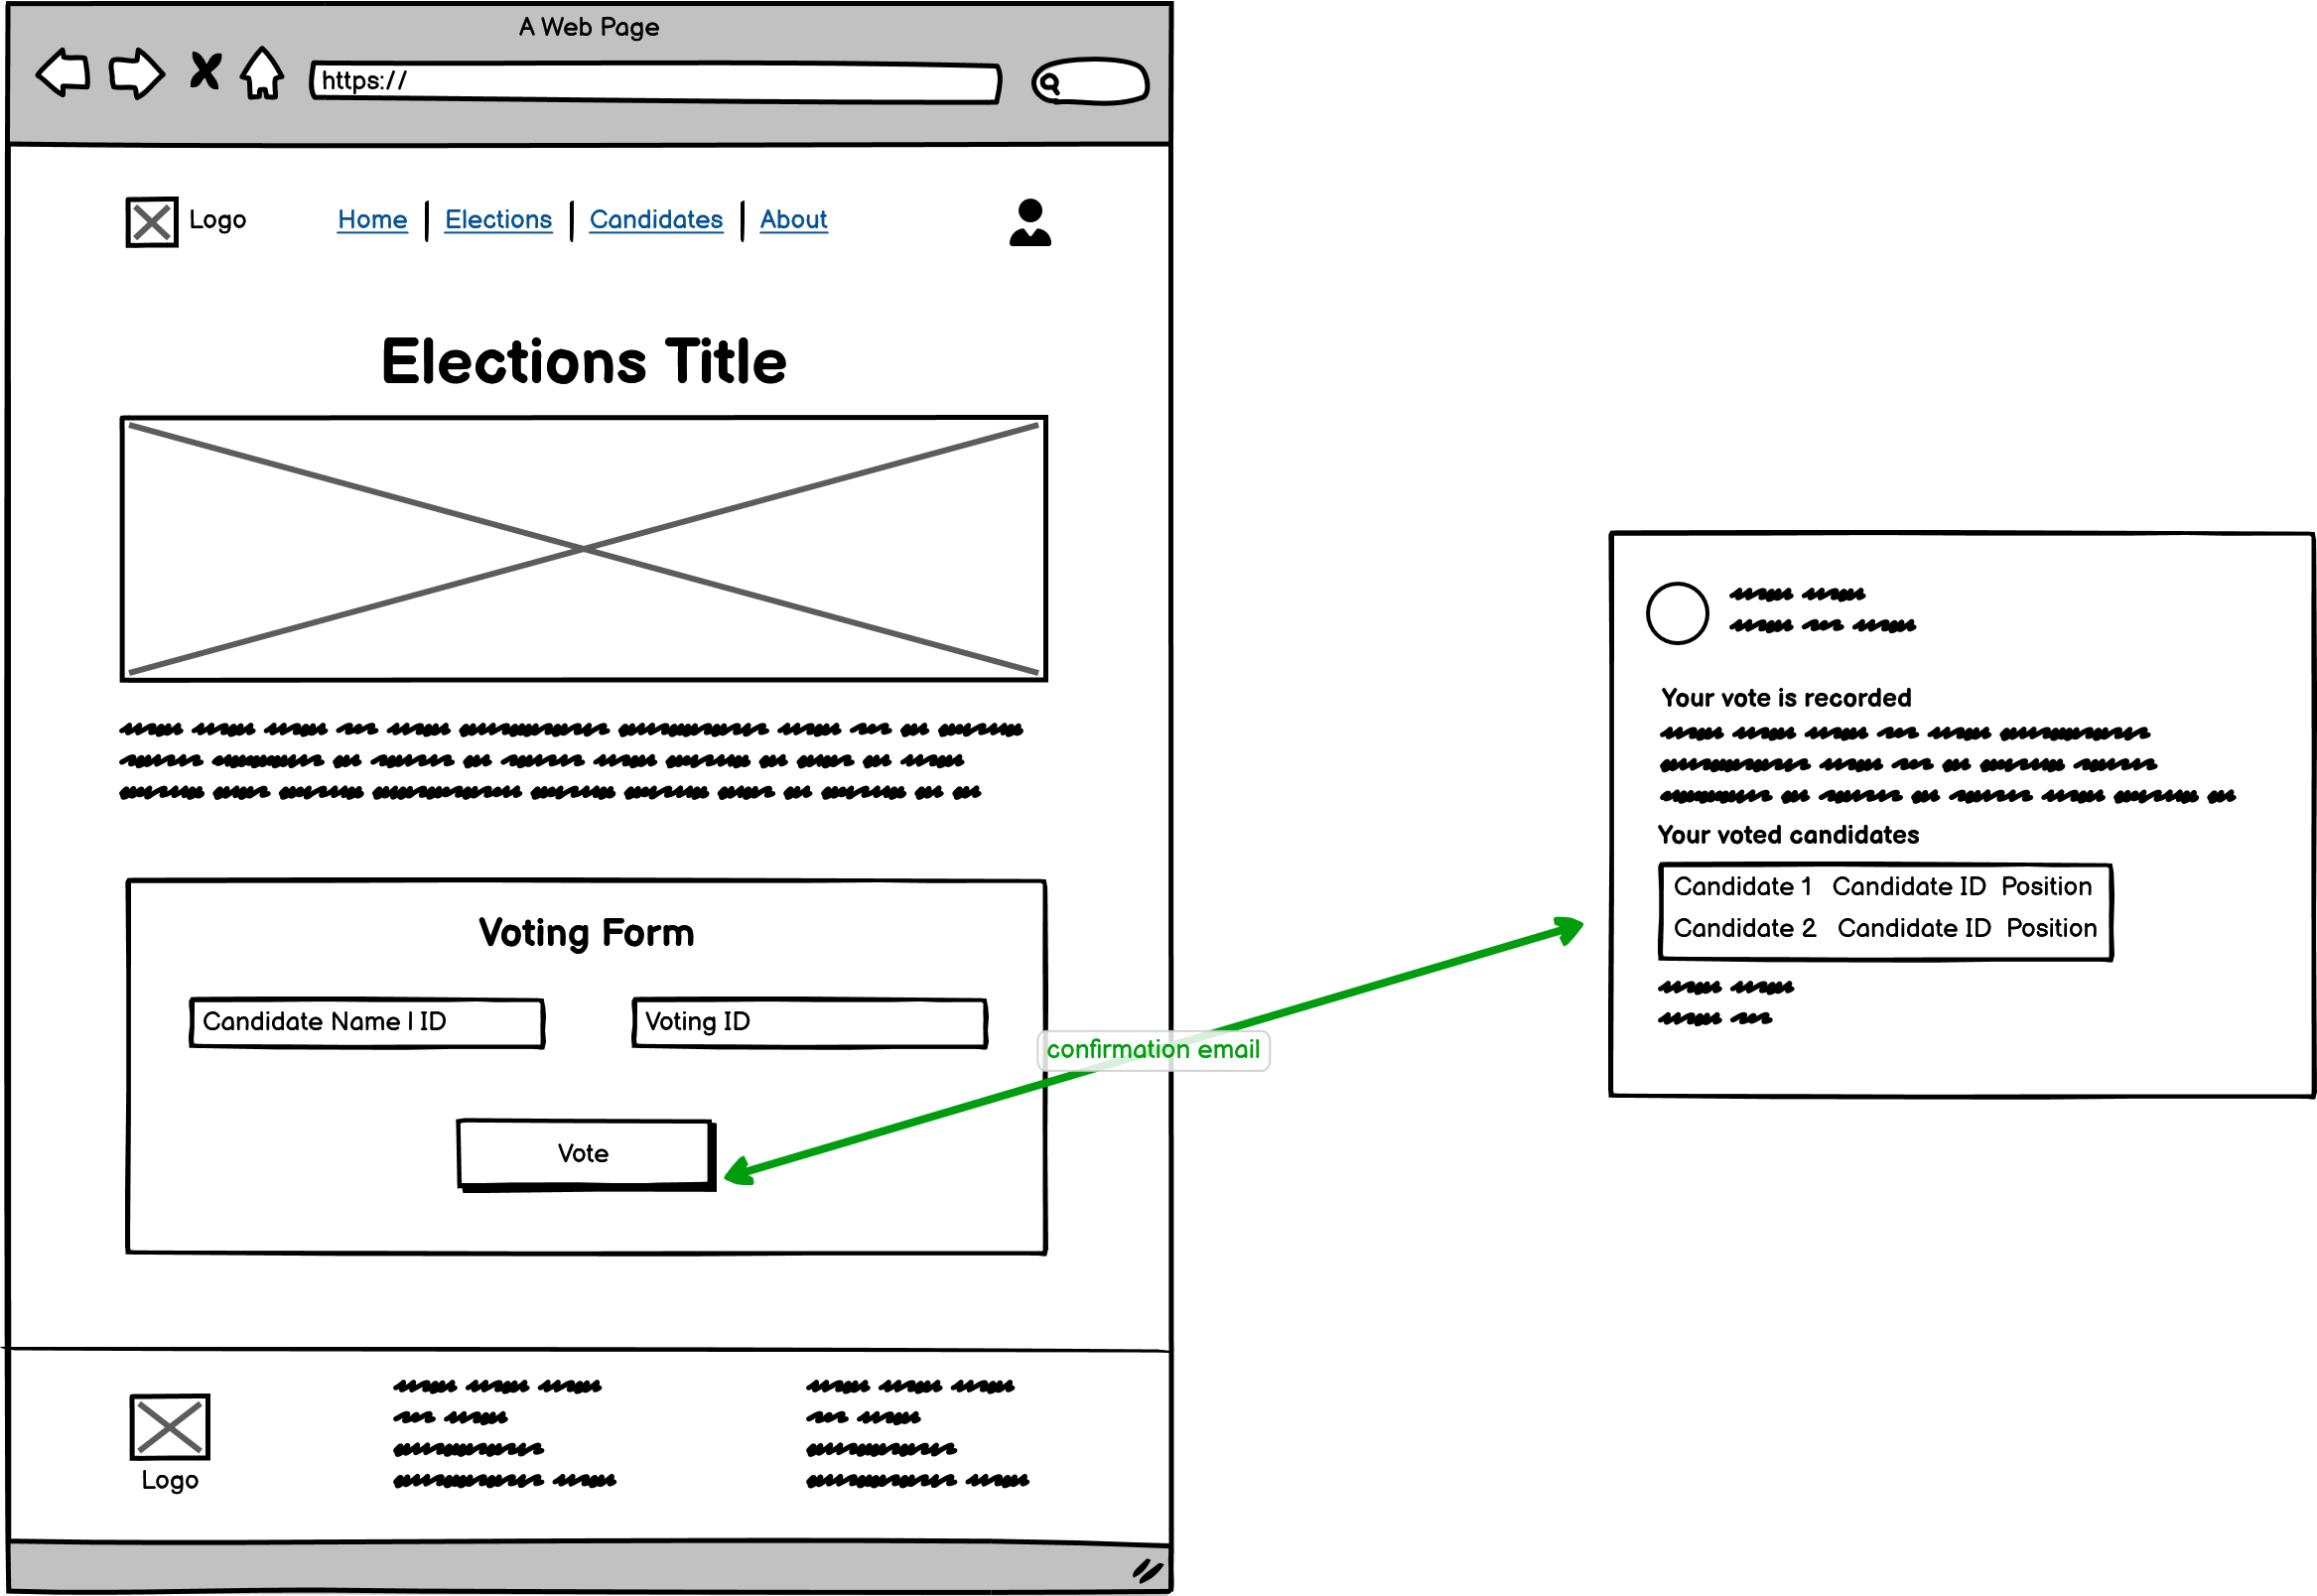 A Web Page
https://
Logo
Home | Elections | Candidates | About
Elections Title
Voting Form
Candidate Name | ID
Voting ID
Vote
Logo
confirmation email
Your vote is recorded
Your voted candidates
Candidate 1 Candidate ID Position
Candidate 2 Candidate ID Position